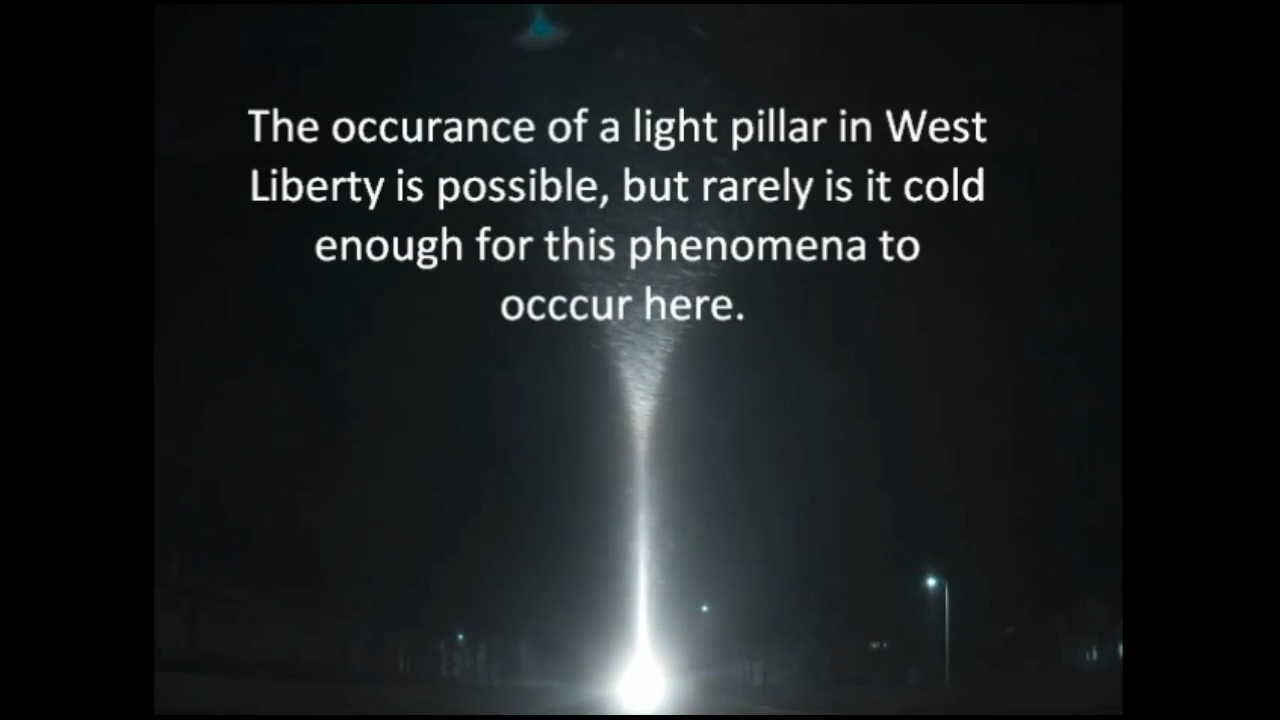 The occurance of a light pillar in West
Liberty is possible, but rarely is it cold
enough for this phenomena to
occcur here.